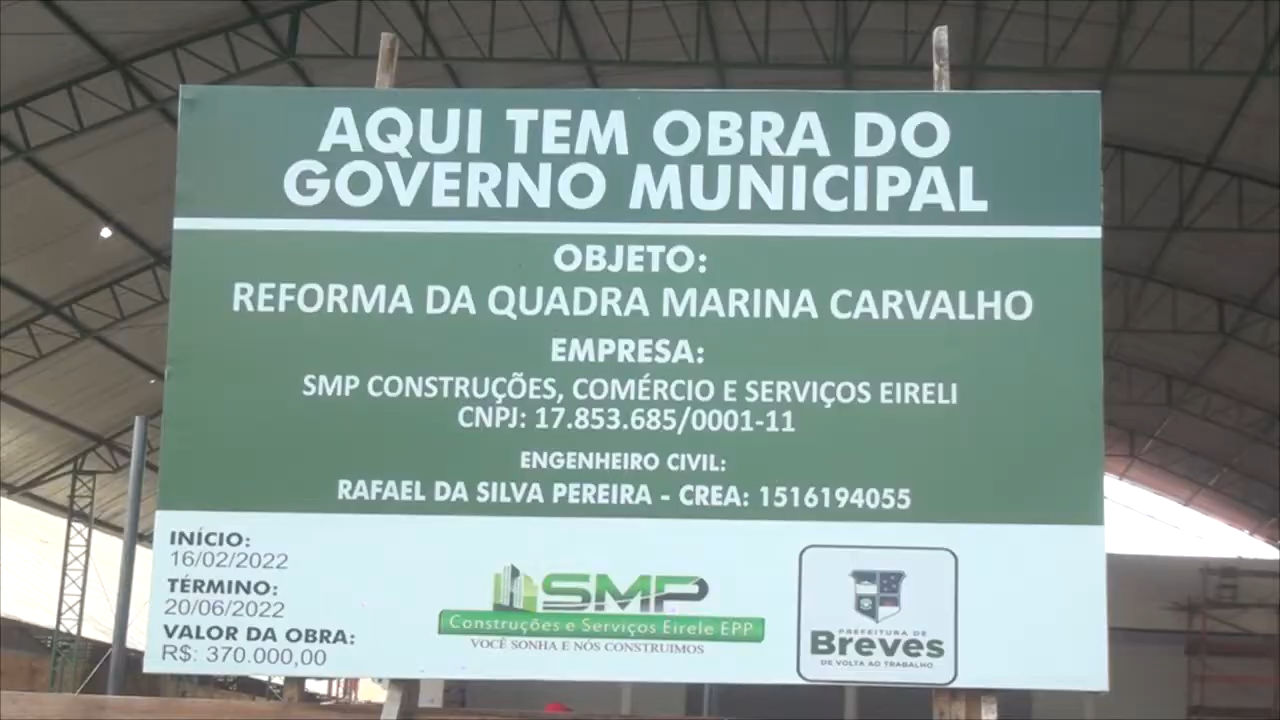 AQUI TEM OBRA DO
GOVERNO MUNICIPAL
OBJETO:
REFORMA DA QUADRA MARINA CARVALHO
EMPRESA:
SMP CONSTRUÇÕES, COMÉRCIO E SERVIÇOS EIRELI
CNPJ: 17.853.685/0001-11
ENGENHEIRO CIVIL:
RAFAEL DA SILVA PEREIRA - CREA: 1516194055
INÍCIO:
16/02/2022
TÉRMINO:
20/06/2022
VALOR DA OBRA:
R$: 370.000,00
SMP
Construções e Serviços Eirele EPP
VOCÊ SONHA E NÓS CONSTRUIMOS
PREFEITURA DE
Breves
DE VOLTA AO TRABALHO.